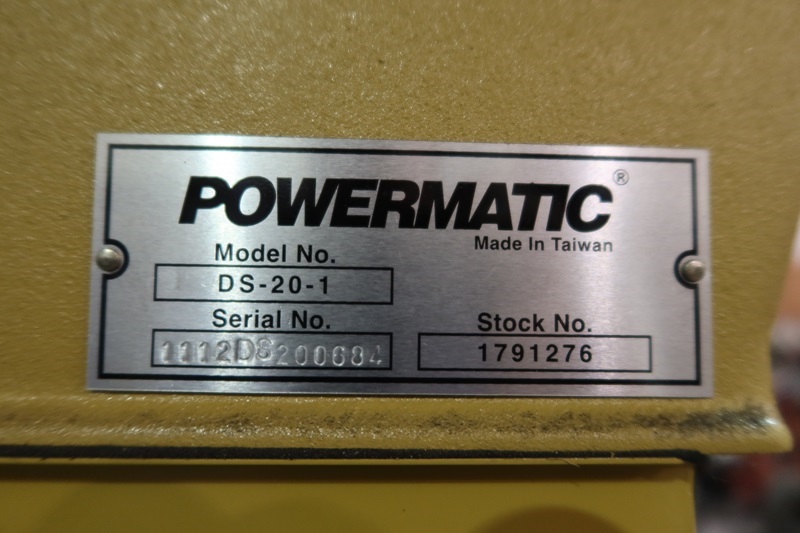 POWERMATIC®
Made In Taiwan
Model No.
DS-20-1
Serial No.
1112DS200684
Stock No.
1791276